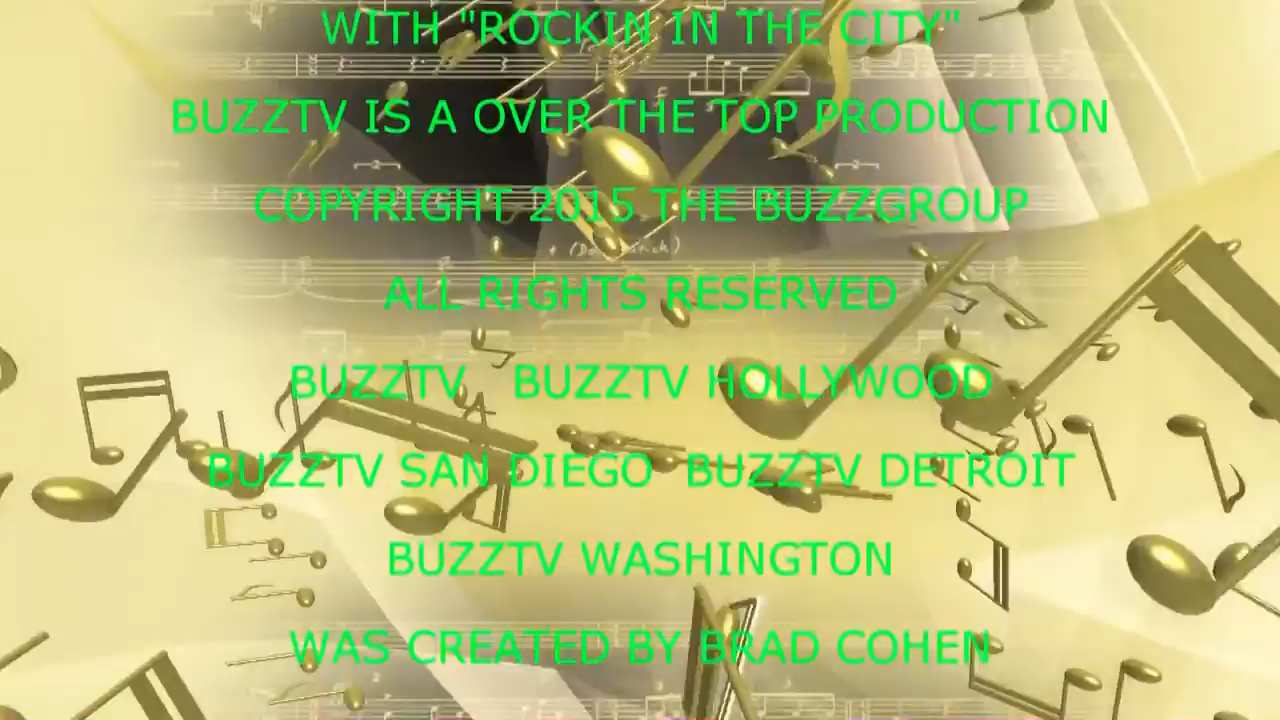 WITH "ROCKIN IN THE CITY"
BUZZTV IS A OVER THE TOP PRODUCTION
COPYRIGHT 2015 THE BUZZGROUP
ALL RIGHTS RESERVED
BUZZTV   BUZZTV HOLLYWOOD
BUZZTV SAN DIEGO  BUZZTV DETROIT
BUZZTV WASHINGTON
WAS CREATED BY BRAD COHEN